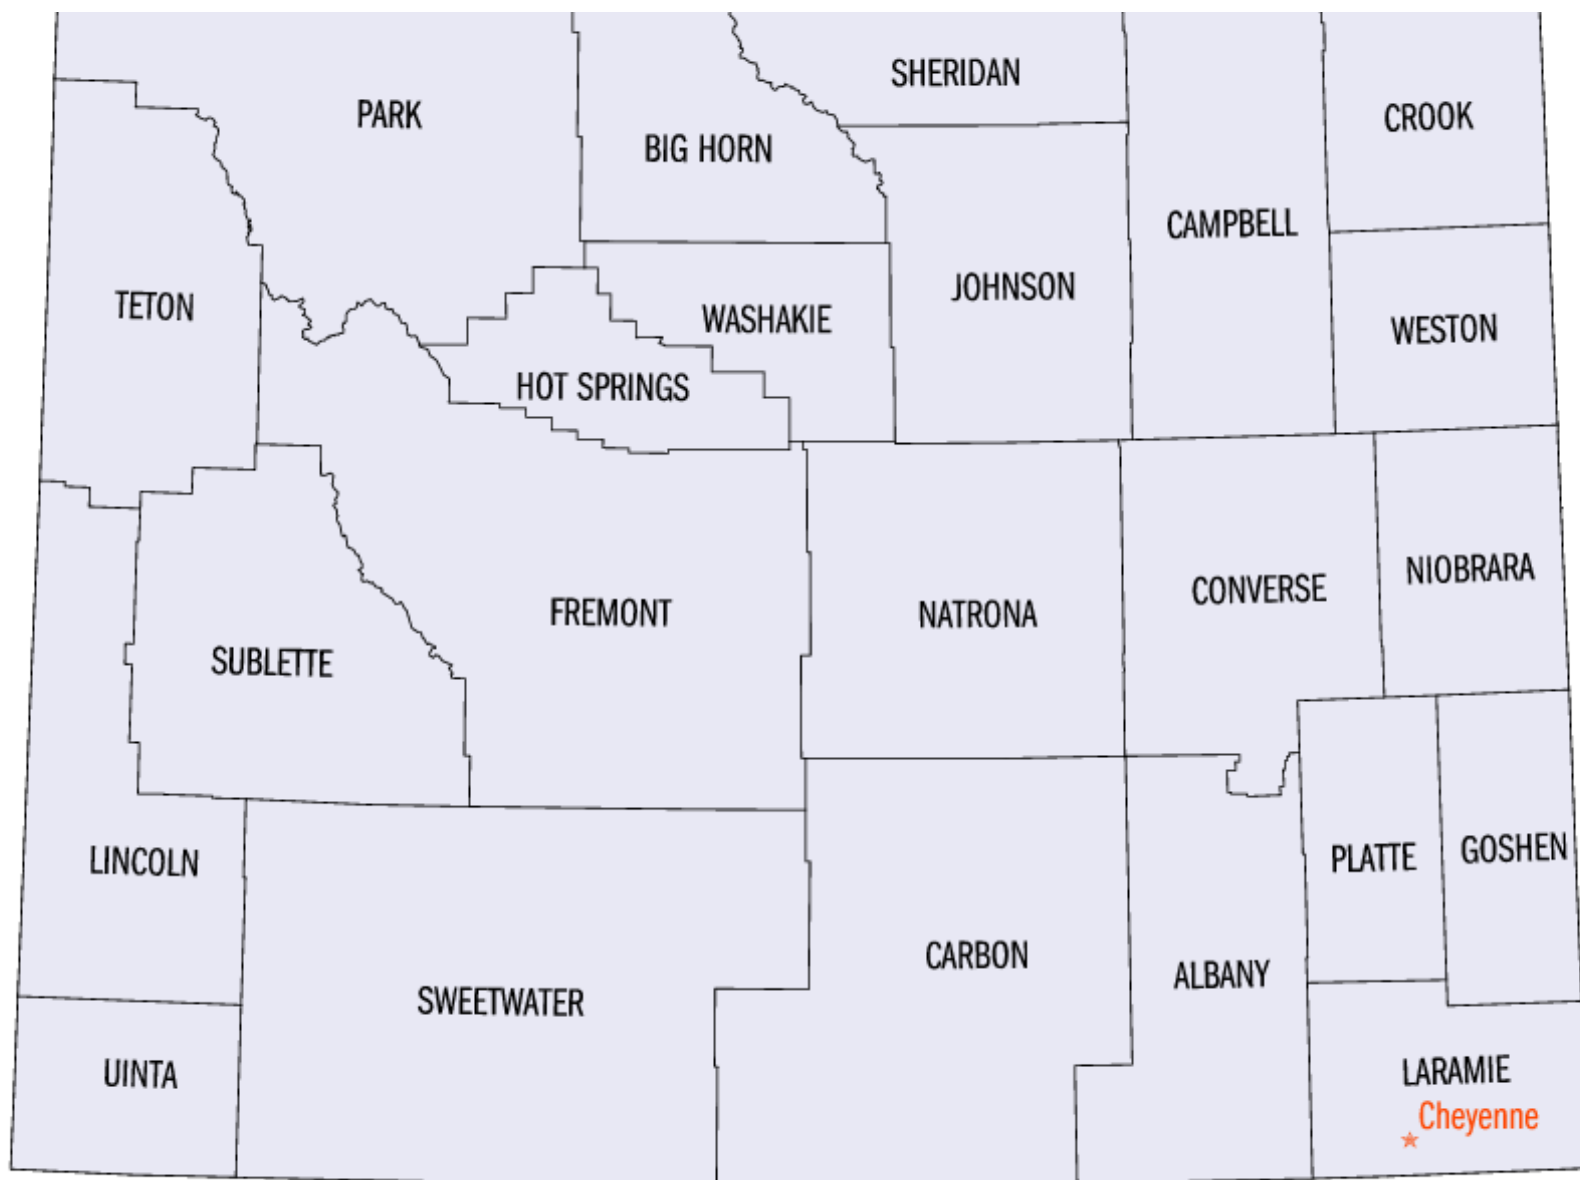 SHERIDAN
PARK
CROOK
BIG HORN
CAMPBELL
JOHNSON
TETON
WASHAKIE
WESTON
HOT SPRINGS
NIOBRARA
CONVERSE
FREMONT
NATRONA
SUBLETTE
GOSHEN
PLATTE
LINCOLN
CARBON
ALBANY
SWEETWATER
UINTA
LARAMIE
Cheyenne